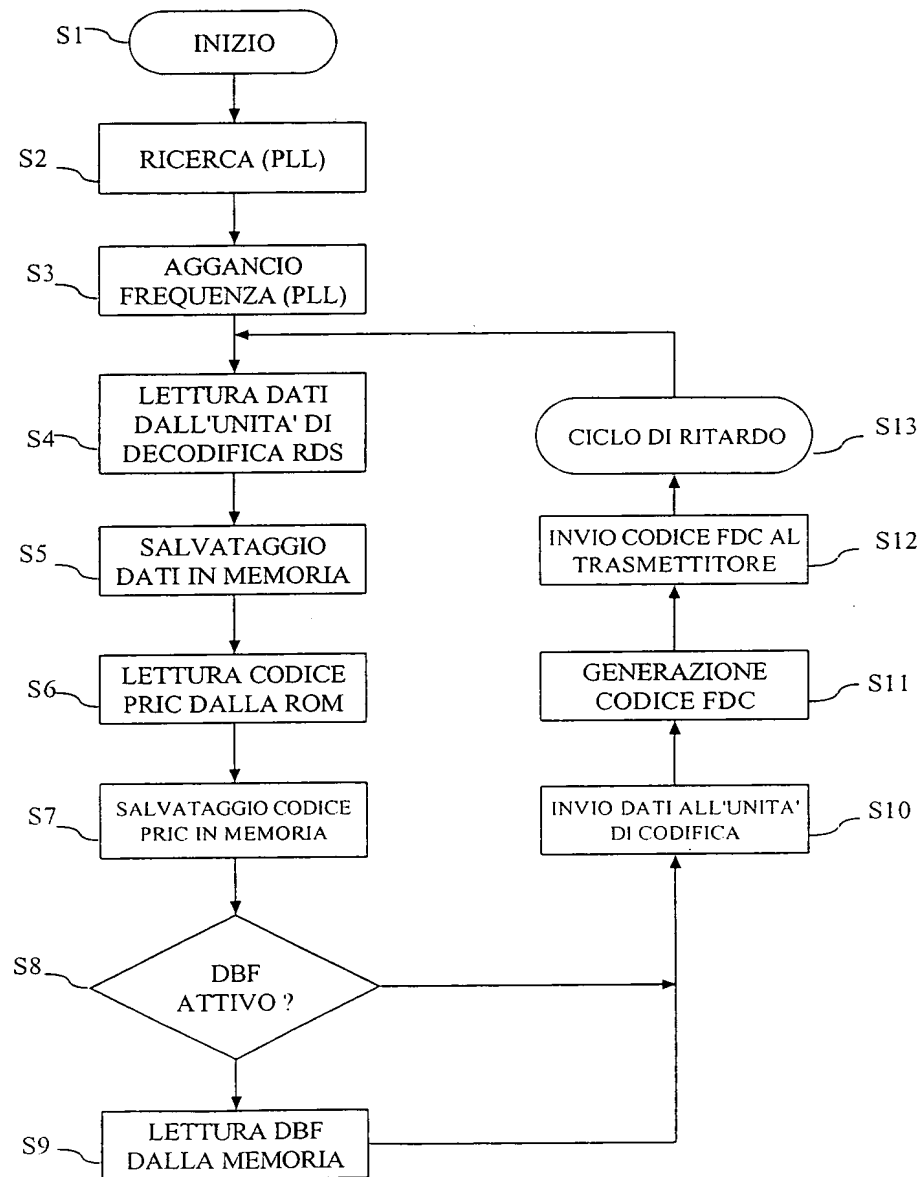 S1
INIZIO
S2
RICERCA (PLL)
S3
AGGANCIO
FREQUENZA (PLL)
S4
LETTURA DATI
DALL'UNITA' DI
DECODIFICA RDS
S5
SALVATAGGIO
DATI IN MEMORIA
S6
LETTURA CODICE
PRIC DALLA ROM
S7
SALVATAGGIO CODICE
PRIC IN MEMORIA
S8
DBF
ATTIVO ?
S9
LETTURA DBF
DALLA MEMORIA
CICLO DI RITARDO
S13
INVIO CODICE FDC AL
TRASMETTITORE
S12
GENERAZIONE
CODICE FDC
S11
INVIO DATI ALL'UNITA'
DI CODIFICA
S10